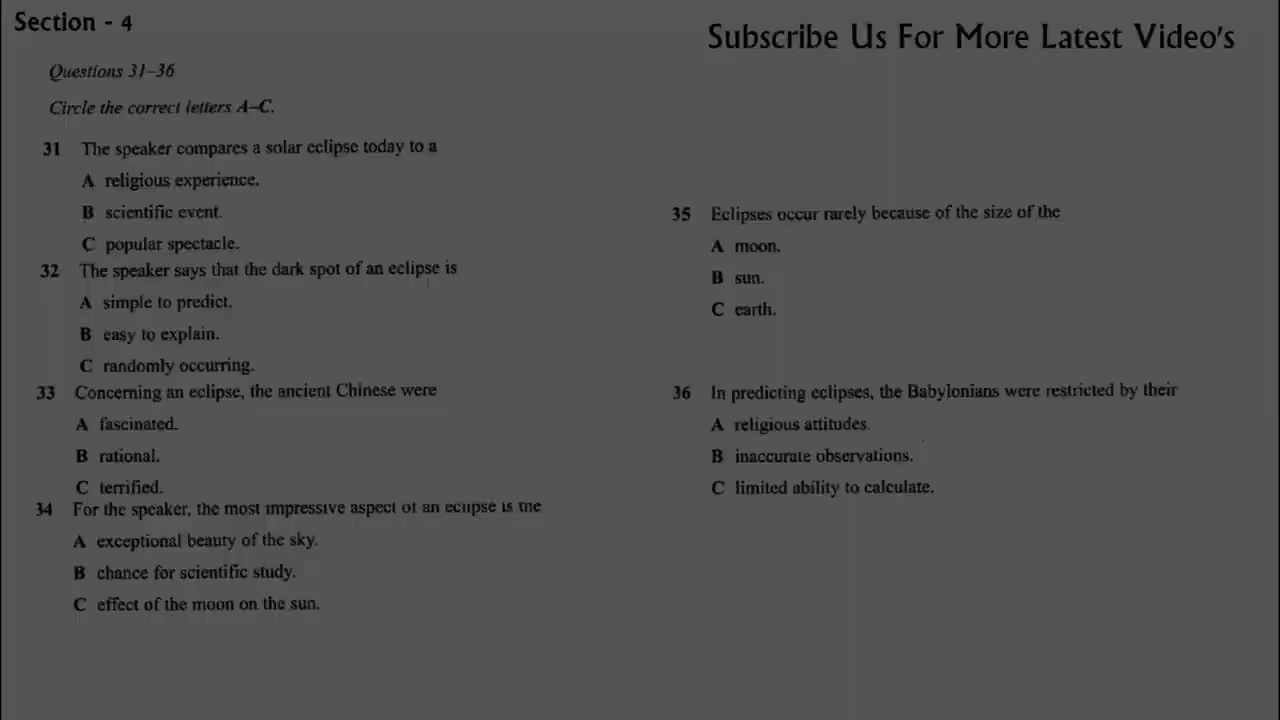 Section - 4
Subscribe Us For More Latest Video's
Questions 31–36
Circle the correct letters A–C.
31 The speaker compares a solar eclipse today to a
A religious experience.
B scientific event.
C popular spectacle.
32 The speaker says that the dark spot of an eclipse is
A simple to predict.
B easy to explain.
C randomly occurring.
33 Concerning an eclipse, the ancient Chinese were
A fascinated.
B rational.
C terrified.
34 For the speaker, the most impressive aspect of an eclipse is the
A exceptional beauty of the sky.
B chance for scientific study.
C effect of the moon on the sun.
35 Eclipses occur rarely because of the size of the
A moon.
B sun.
C earth.
36 In predicting eclipses, the Babylonians were restricted by their
A religious attitudes.
B inaccurate observations.
C limited ability to calculate.